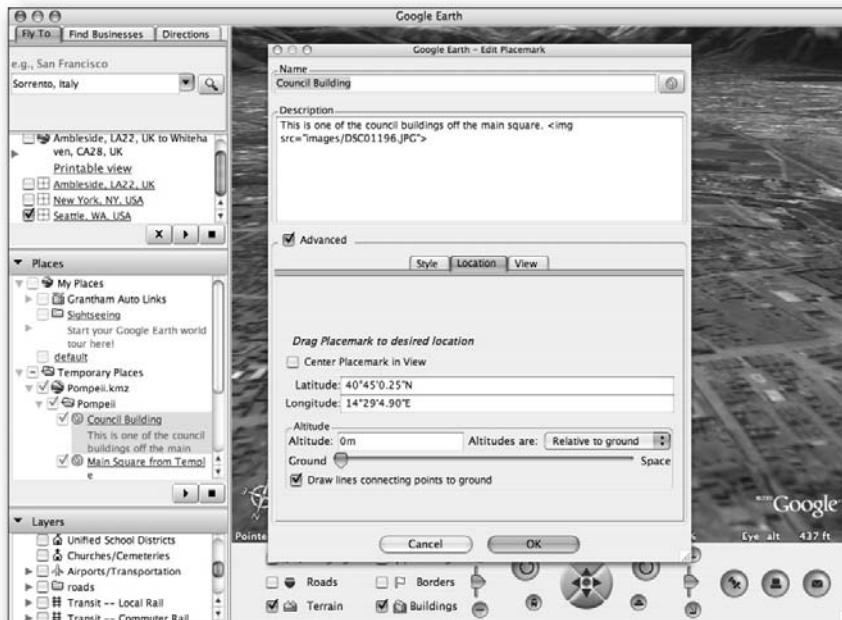 Google Earth
Fly To
Find Businesses
Directions
e.g., San Francisco
Sorrento, Italy
Ambleside, LA22, UK to Whiteha
ven, CA28, UK
Printable view
Ambleside, LA22, UK
New York, NY, USA
Seattle, WA, USA
Places
My Places
Grantham Auto Links
Sightseeing
Start your Google Earth world
tour here!
default
Temporary Places
Pompeii.kmz
Pompeii
Council Building
This is one of the council
buildings off the main
Main Square from Templ
e
Layers
Unified School Districts
Churches/Cemeteries
Airports/Transportation
roads
Transit -- Local Rail
Transit -- Commuter Rail
Google Earth - Edit Placemark
Name
Council Building
Description
This is one of the council buildings off the main square. <img
src="images/DSC01196.JPG">
Advanced
Style
Location
View
Drag Placemark to desired location
Center Placemark in View
Latitude: 40°45'0.25"N
Longitude: 14°29'4.90"E
Altitude
Altitude: 0m
Altitudes are: Relative to ground
Ground
Space
Draw lines connecting points to ground
Cancel
OK
Google
Pointe
Eye alt 437 ft
Roads
Borders
Terrain
Buildings